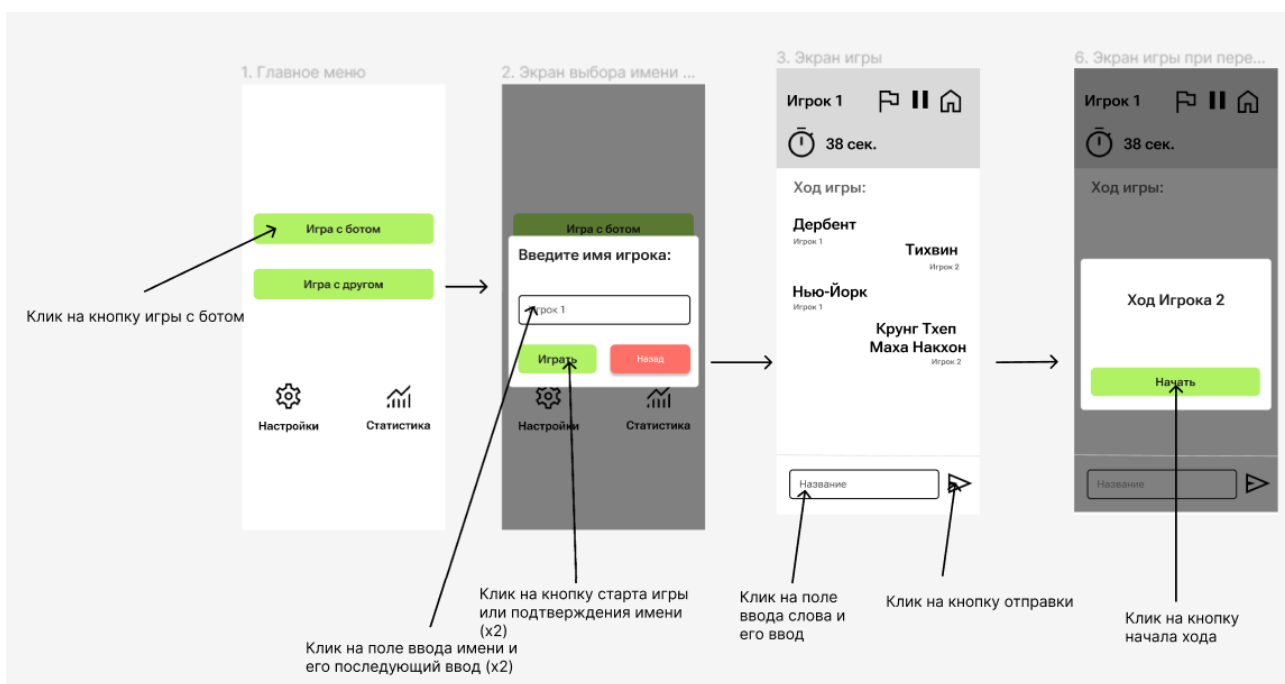 1. Главное меню
Игра с ботом
Игра с другом
Настройки
Статистика
Клик на кнопку игры с ботом
2. Экран выбора имени ...
Игра с ботом
Введите имя игрока:
Игрок 1
Играть
Назад
Настройки
Статистика
Клик на кнопку старта игры
или подтверждения имени
(x2)
Клик на поле ввода имени и
его последующий ввод (x2)
3. Экран игры
Игрок 1
38 сек.
Ход игры:
Дербент
Игрок 1
Тихвин
Игрок 2
Нью-Йорк
Игрок 1
Крунг Тхеп
Маха Накхон
Игрок 2
Название
Клик на поле
ввода слова и
его ввод
Клик на кнопку отправки
6. Экран игры при пере...
Игрок 1
38 сек.
Ход игры:
Ход Игрока 2
Начать
Название
Клик на кнопку
начала хода